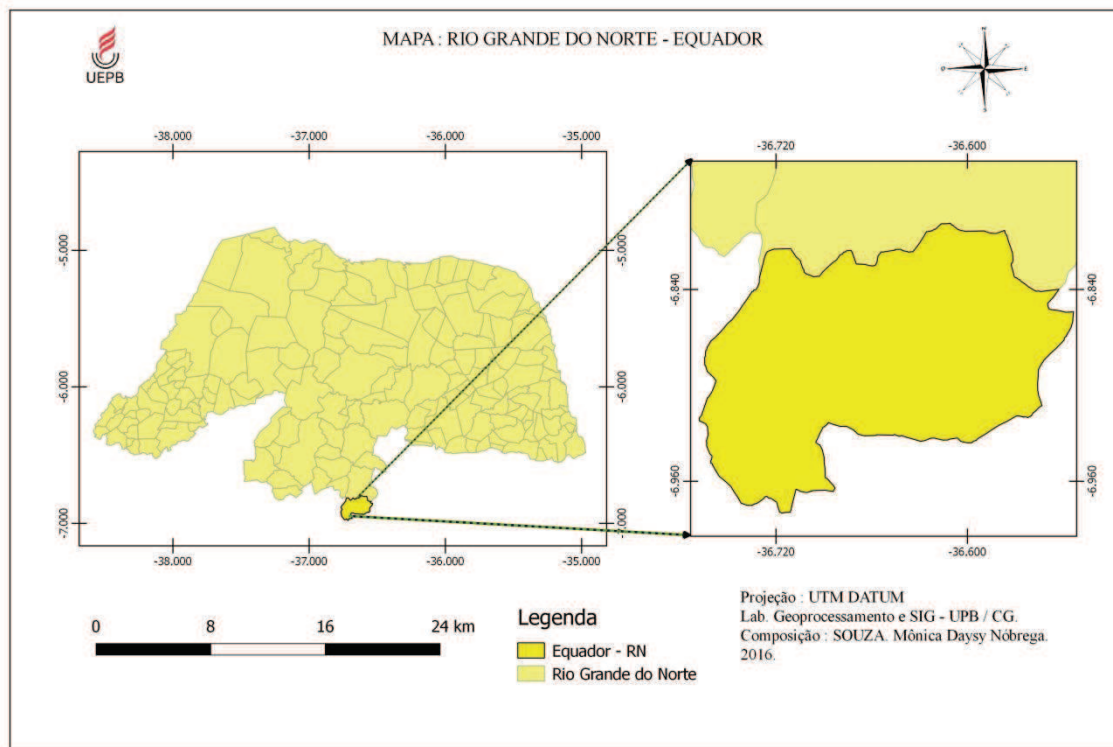 UEPB
MAPA : RIO GRANDE DO NORTE - EQUADOR
-38.000 -37.000 -36.000 -35.000
-5.000 -5.000
-6.000 -6.000
-7.000 -7.000
-38.000 -37.000 -36.000 -35.000
-36.720 -36.600
-6.840 -6.840
-6.960 -6.960
-36.720 -36.600
0 8 16 24 km
Legenda
Equador - RN
Rio Grande do Norte
Projeção : UTM DATUM
Lab. Geoprocessamento e SIG - UPB / CG.
Composição : SOUZA. Mônica Daysy Nóbrega.
2016.